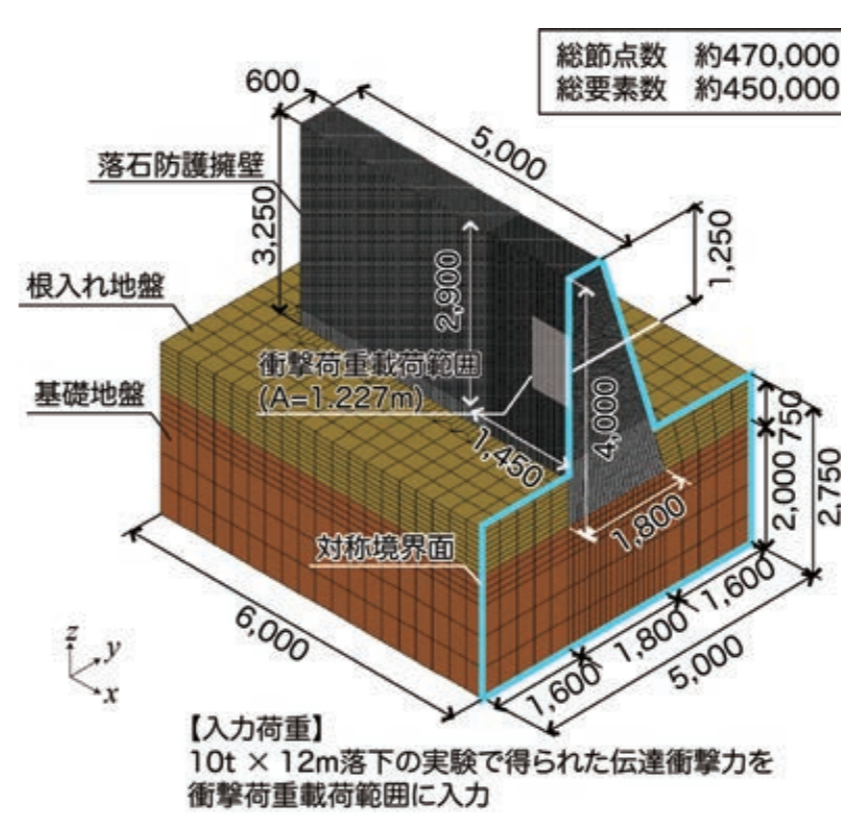 総節点数 約470,000
総要素数 約450,000
600
5,000
落石防護擁壁
3,250
1,250
2,900
根入れ地盤
衝撃荷重載荷範囲
(A=1.227m)
基礎地盤
4,000
1,450
750
2,000
2,750
1,800
対称境界面
6,000
1,600
1,800
1,600
5,000
z
y
x
【入力荷重】
10t × 12m落下の実験で得られた伝達衝撃力を
衝撃荷重載荷範囲に入力